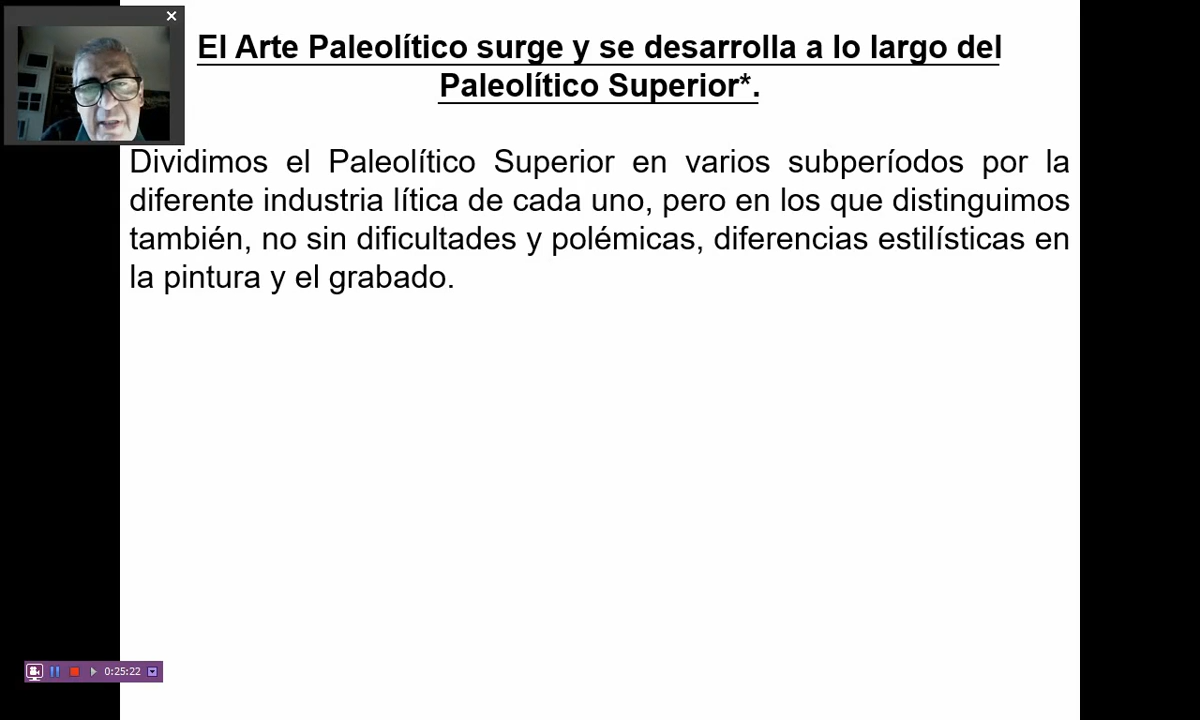 El Arte Paleolítico surge y se desarrolla a lo largo del
Paleolítico Superior*.
Dividimos el Paleolítico Superior en varios subperíodos por la
diferente industria lítica de cada uno, pero en los que distinguimos
también, no sin dificultades y polémicas, diferencias estilísticas en
la pintura y el grabado.
0:25:22